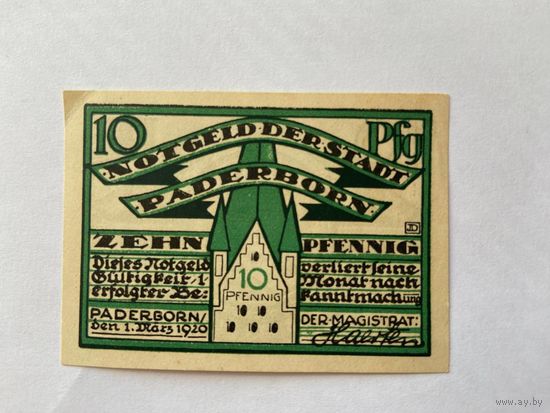 10 Pfg
NOTGELD·DER·STADT
PADERBORN
JD
ZEHN PFENNIG
Dieses Notgeld verliert seine
Gültigkeit 1 Monat nach
erfolgter Be: kanntmachung
10
PFENNIG
PADERBORN/ DER·MAGISTRAT:
den 1. März 1920
www.ay.by